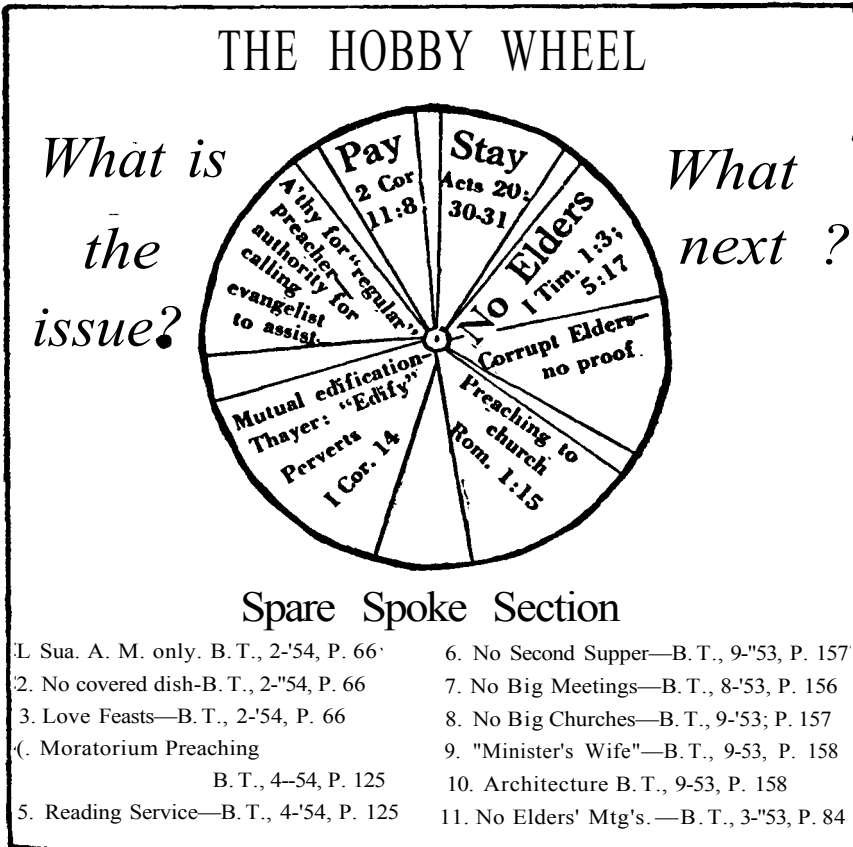 THE HOBBY WHEEL
What is
the
issue?
What
next ?
Pay
2 Cor
11:8
Stay
Acts 20:
30-31
No Elders
I Tim. 1:3;
5:17
Corrupt Elders—
no proof.
Preaching to
church
Rom. 1:15
Mutual edification—
Thayer: "Edify"
Perverts
I Cor. 14
A'thy for "regular"
preacher—
authority for
calling
evangelist
to assist.
Spare Spoke Section
L Sua. A. M. only. B.T., 2-'54, P. 66
2. No covered dish-B.T., 2-"54, P. 66
3. Love Feasts—B.T., 2-'54, P. 66
(. Moratorium Preaching
B.T., 4--54, P. 125
5. Reading Service—B.T., 4-'54, P. 125
6. No Second Supper—B.T., 9-"53, P. 157
7. No Big Meetings—B.T., 8-'53, P. 156
8. No Big Churches—B.T., 9-'53; P. 157
9. "Minister's Wife"—B.T., 9-53, P. 158
10. Architecture B.T., 9-53, P. 158
11. No Elders' Mtg's.—B.T., 3-"53, P. 84